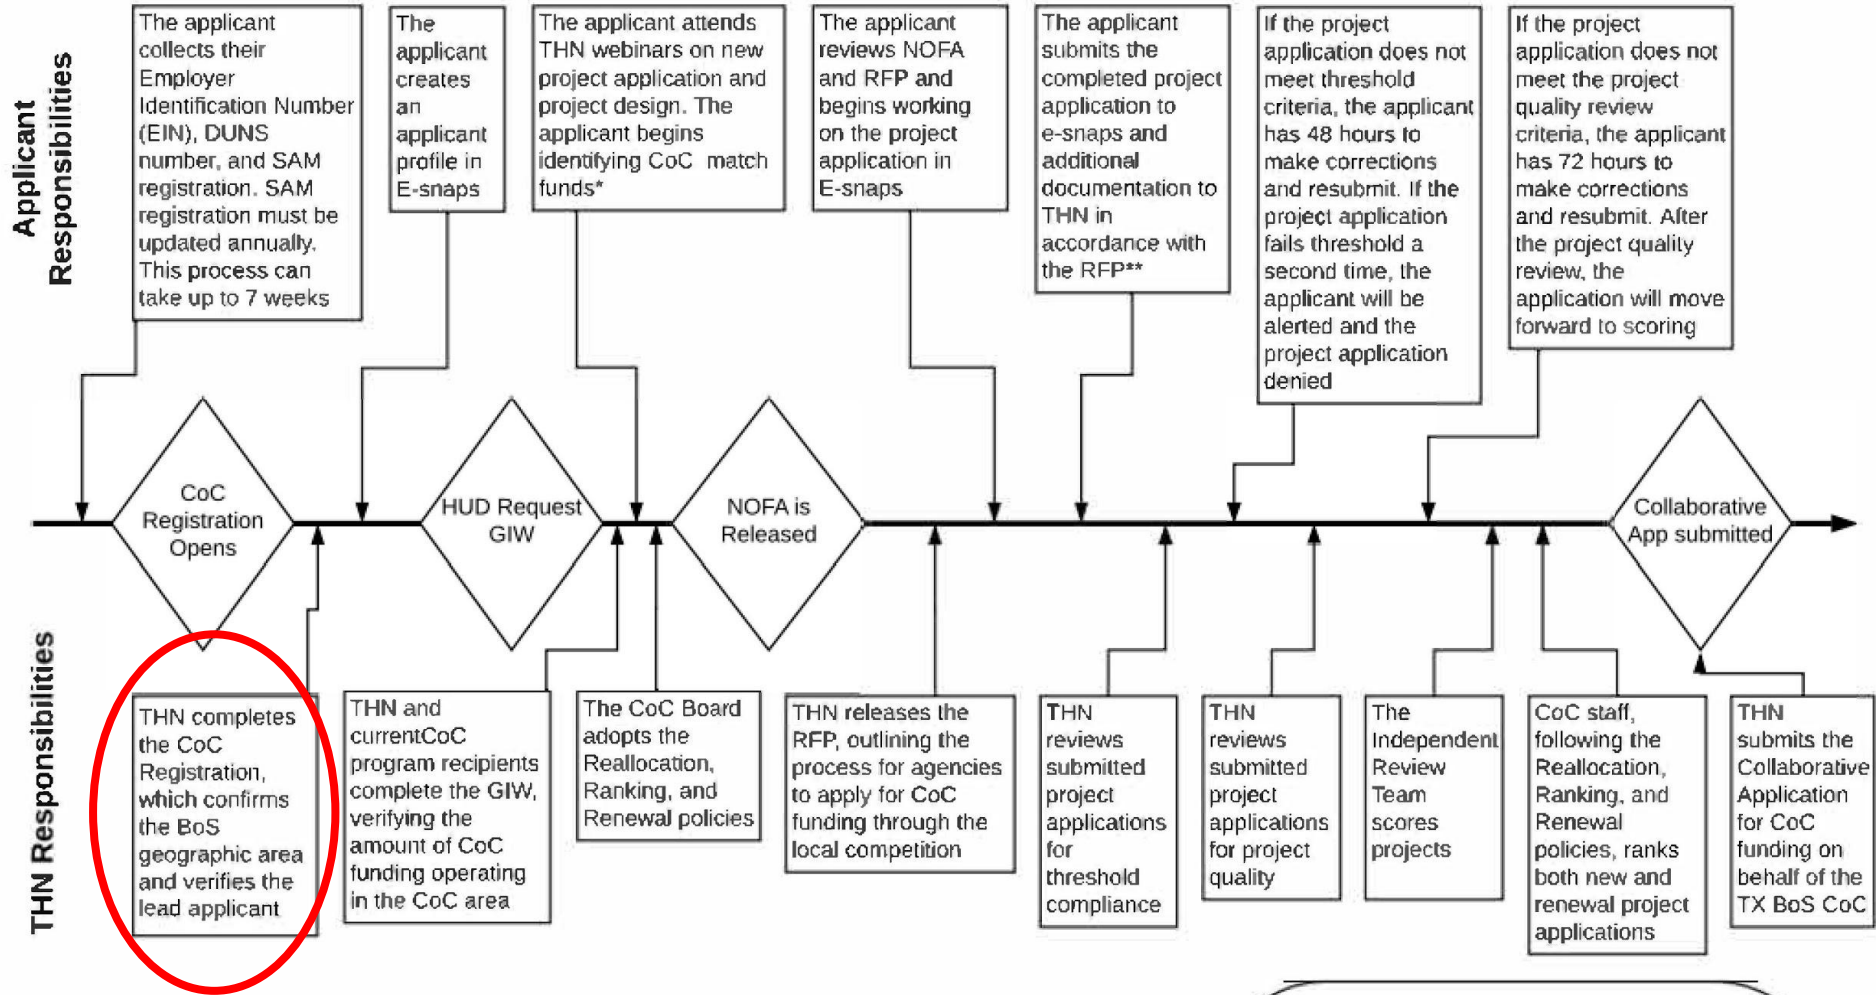 Applicant
Responsibilities
The applicant
collects their
Employer
Identification Number
(EIN), DUNS
number, and SAM
registration. SAM
registration must be
updated annually.
This process can
take up to 7 weeks
The
applicant
creates
an
applicant
profile in
E-snaps
The applicant attends
THN webinars on new
project application and
project design. The
applicant begins
identifying CoC match
funds*
The applicant
reviews NOFA
and RFP and
begins working
on the project
application in
E-snaps
The applicant
submits the
completed project
application to
e-snaps and
additional
documentation to
THN in
accordance with
the RFP**
If the project
application does not
meet threshold
criteria, the applicant
has 48 hours to
make corrections
and resubmit. If the
project application
fails threshold a
second time, the
applicant will be
alerted and the
project application
denied
If the project
application does not
meet the project
quality review
criteria, the applicant
has 72 hours to
make corrections
and resubmit. After
the project quality
review, the
application will move
forward to scoring
CoC
Registration
Opens
HUD Request
GIW
NOFA is
Released
Collaborative
App submitted
THN Responsibilities
THN completes
the CoC
Registration,
which confirms
the BoS
geographic area
and verifies the
lead applicant
THN and
currentCoC
program recipients
complete the GIW,
verifying the
amount of CoC
funding operating
in the CoC area
The CoC Board
adopts the
Reallocation,
Ranking, and
Renewal policies
THN releases the
RFP, outlining the
process for agencies
to apply for CoC
funding through the
local competition
THN
reviews
submitted
project
applications
for
threshold
compliance
THN
reviews
submitted
project
applications
for project
quality
The
Independent
Review
Team
scores
projects
CoC staff,
following the
Reallocation,
Ranking, and
Renewal
policies, ranks
both new and
renewal project
applications
THN
submits the
Collaborative
Application
for CoC
funding on
behalf of the
TX BoS CoC